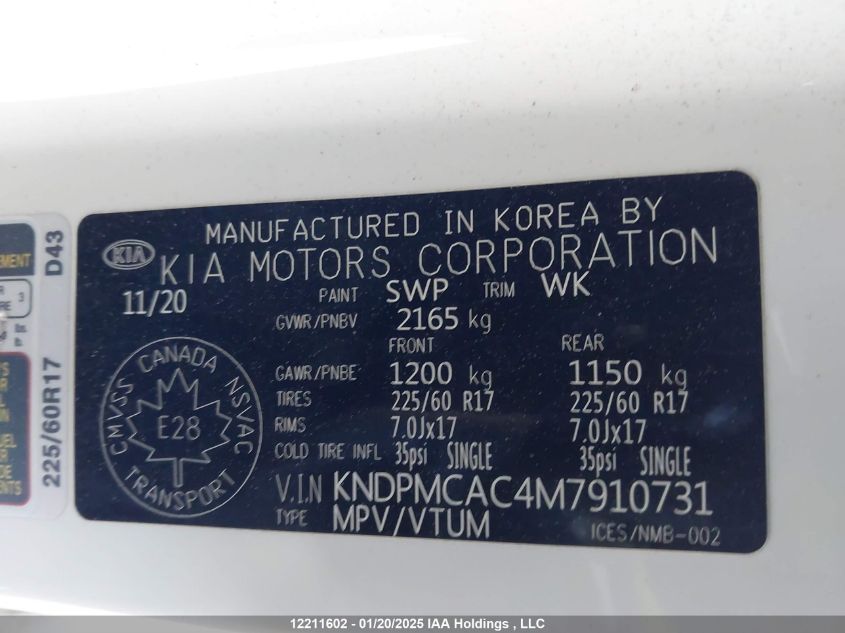 MANUFACTURED IN KOREA BY
KIA
KIA MOTORS CORPORATION
11/20 PAINT SWP TRIM WK
GVWR/PNBV 2165 kg
FRONT REAR
GAWR/PNBE 1200 kg 1150 kg
TIRES 225/60 R17 225/60 R17
RIMS 7.0Jx17 7.0Jx17
COLD TIRE INFL 35psi SINGLE 35psi SINGLE
V.I.N KNDPMCAC4M7910731
TYPE MPV/VTUM
ICES/NMB-002
CANADA
CMVSS NSVAC
E28
TRANSPORT
D43
225/60R17
EMENT
3
12211602 - 01/20/2025 IAA Holdings , LLC